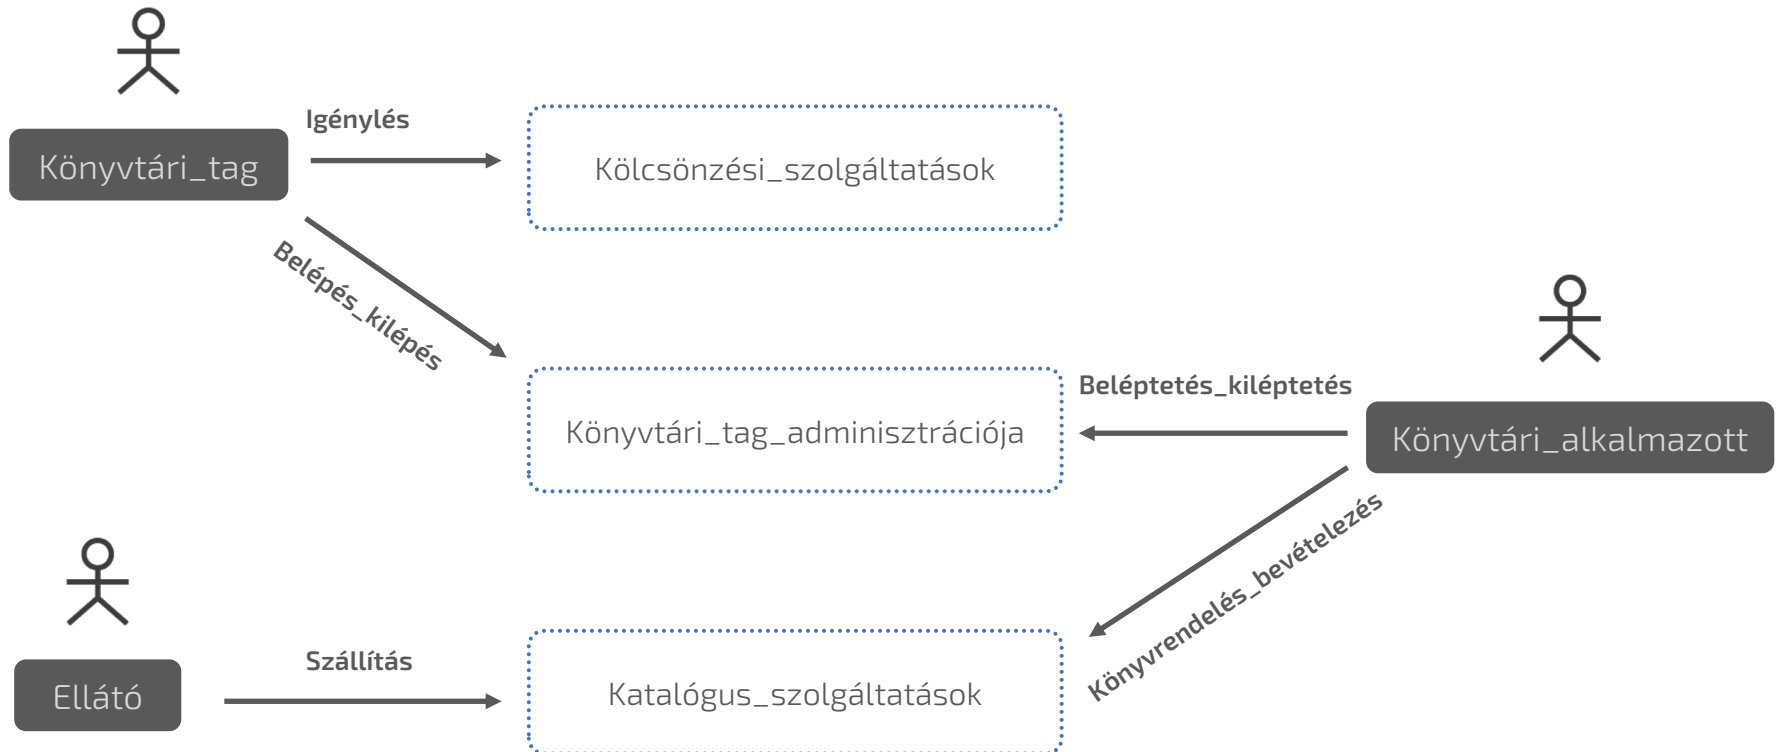 Igénylés
Könyvtári_tag
Kölcsönzési_szolgáltatások
Belépés_kilépés
Beléptetés_kiléptetés
Könyvtári_tag_adminisztrációja
Könyvtári_alkalmazott
Könyvrendelés_bevételezés
Szállítás
Ellátó
Katalógus_szolgáltatások